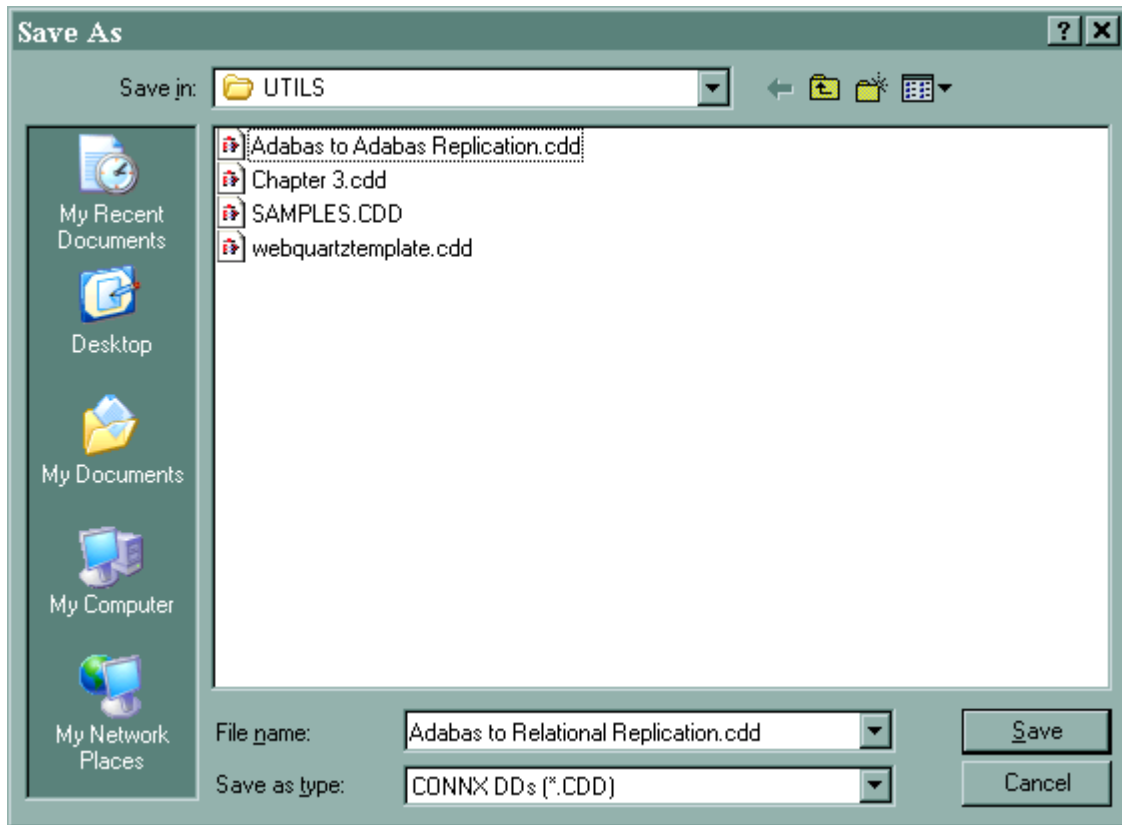 Save As
Save in:
UTILS
My Recent
Documents
Desktop
My Documents
My Computer
My Network
Places
Adabas to Adabas Replication.cdd
Chapter 3.cdd
SAMPLES.CDD
webquartztemplate.cdd
File name:
Adabas to Relational Replication.cdd
Save
Save as type:
CONNX DDs (*.CDD)
Cancel